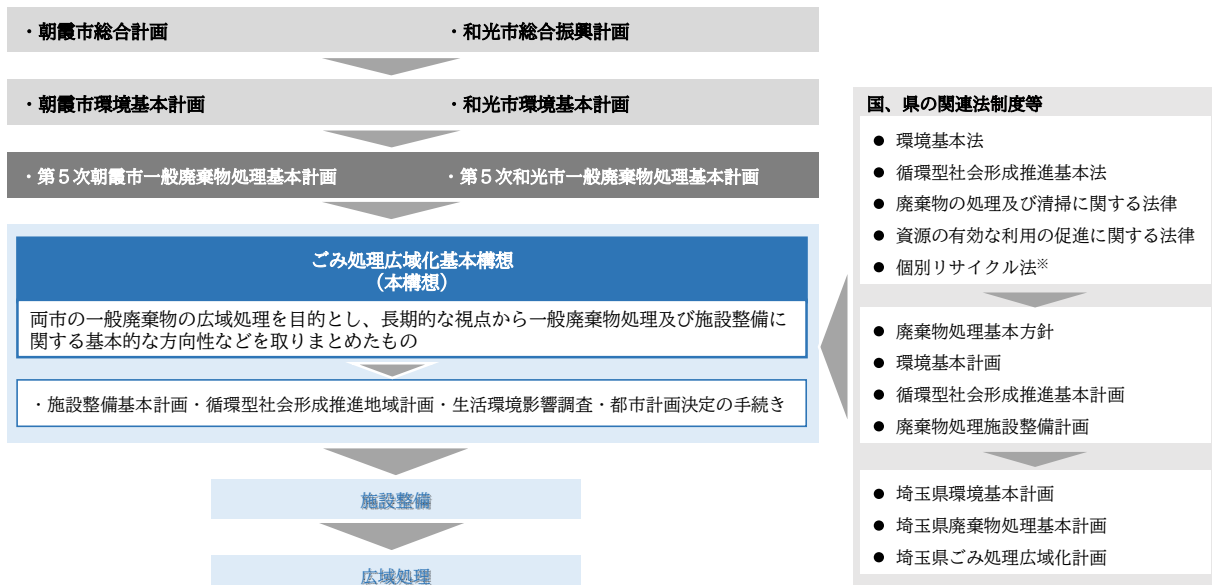 ・朝霞市総合計画
・和光市総合振興計画
・朝霞市環境基本計画
・和光市環境基本計画
・第５次朝霞市一般廃棄物処理基本計画
・第５次和光市一般廃棄物処理基本計画
ごみ処理広域化基本構想
（本構想）
両市の一般廃棄物の広域処理を目的とし、長期的な視点から一般廃棄物処理及び施設整備に
関する基本的な方向性などを取りまとめたもの
・施設整備基本計画・循環型社会形成推進地域計画・生活環境影響調査・都市計画決定の手続き
施設整備
広域処理
国、県の関連法制度等
● 環境基本法
● 循環型社会形成推進基本法
● 廃棄物の処理及び清掃に関する法律
● 資源の有効な利用の促進に関する法律
● 個別リサイクル法※
● 廃棄物処理基本方針
● 環境基本計画
● 循環型社会形成推進基本計画
● 廃棄物処理施設整備計画
● 埼玉県環境基本計画
● 埼玉県廃棄物処理基本計画
● 埼玉県ごみ処理広域化計画